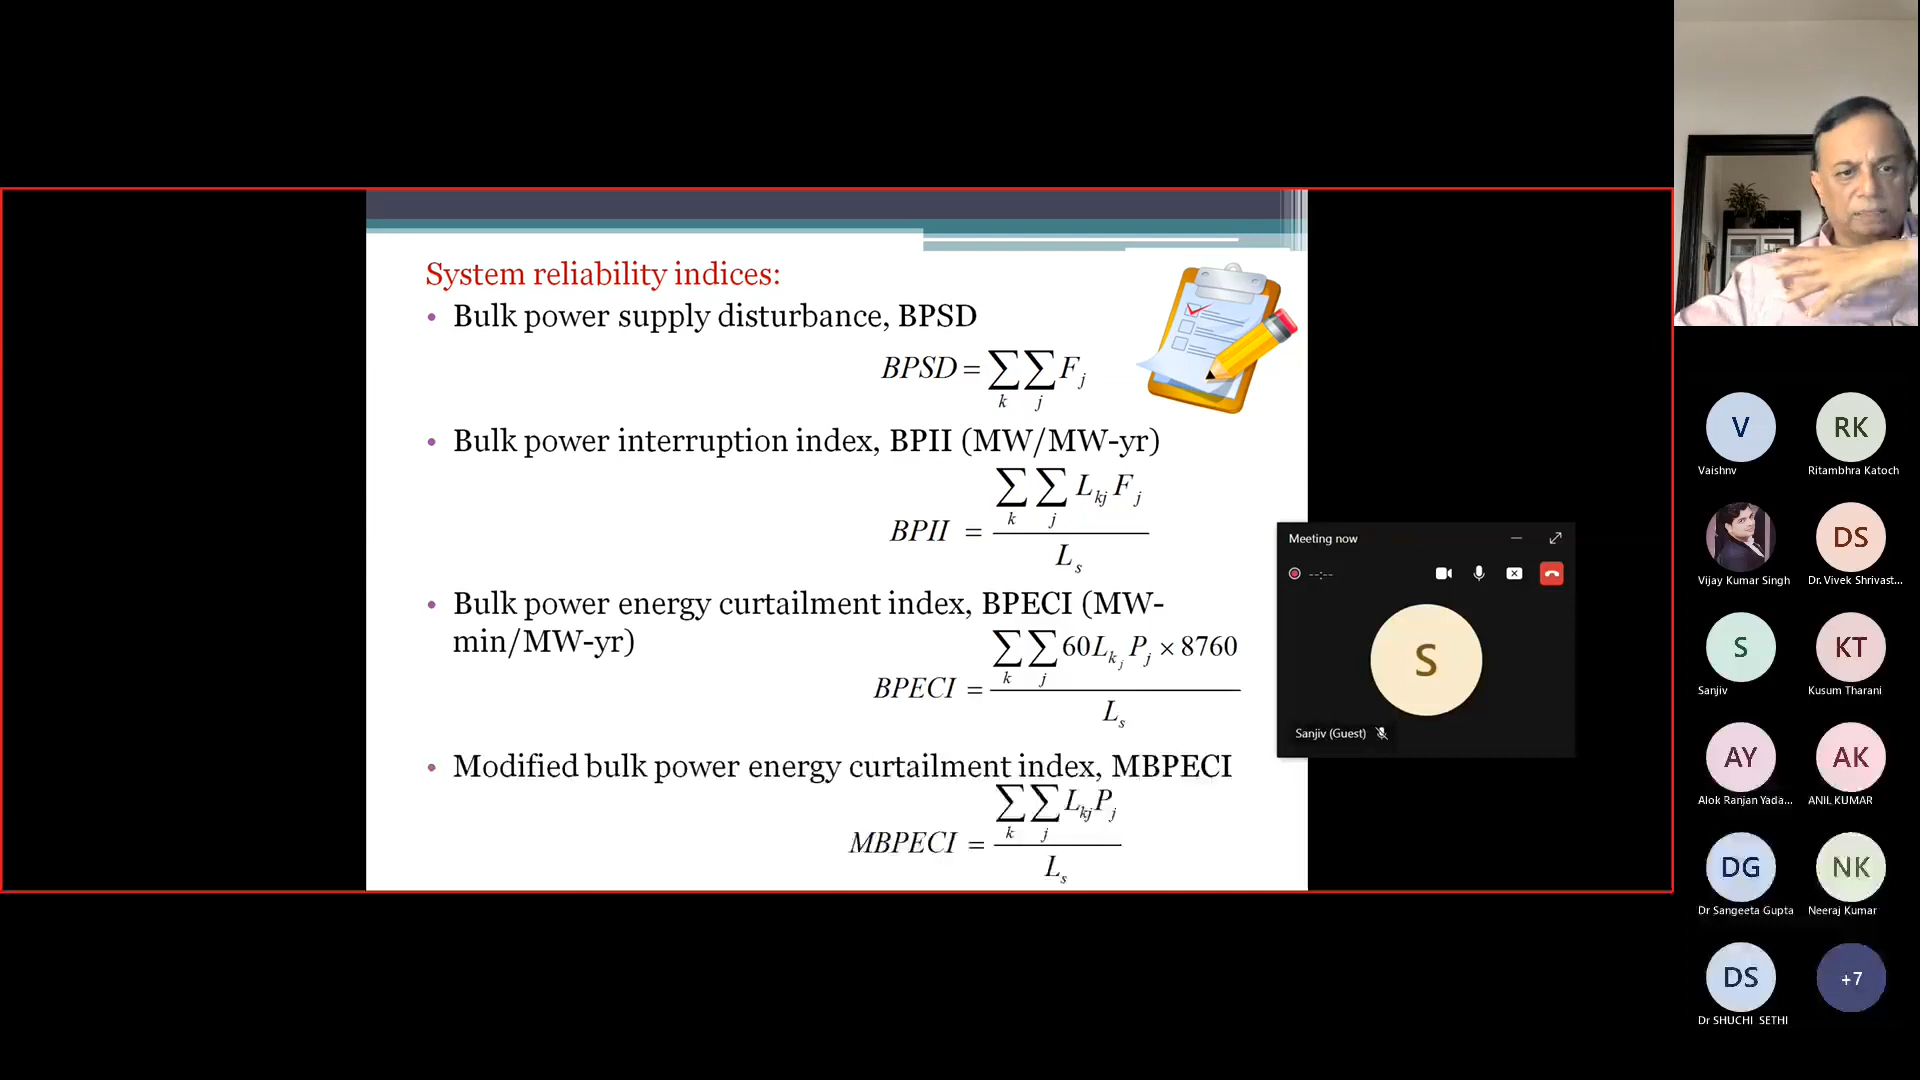 System reliability indices:
• Bulk power supply disturbance, BPSD
BPSD = ∑∑F_j
k j
• Bulk power interruption index, BPII (MW/MW-yr)
∑∑ L_kj F_j
k j
BPII =
L_s
• Bulk power energy curtailment index, BPECI (MW-
min/MW-yr)
∑∑60L_kj P_j × 8760
k j
BPECI =
L_s
• Modified bulk power energy curtailment index, MBPECI
∑∑L_kj P_j
k j
MBPECI =
L_s
Meeting now
--:--
S
Sanjiv (Guest)
V
Vaishnv
RK
Ritambhra Katoch
Vijay Kumar Singh
DS
Dr. Vivek Shrivast...
S
Sanjiv
KT
Kusum Tharani
AY
Alok Ranjan Yada...
AK
ANIL KUMAR
DG
Dr Sangeeta Gupta
NK
Neeraj Kumar
DS
Dr SHUCHI SETHI
+7